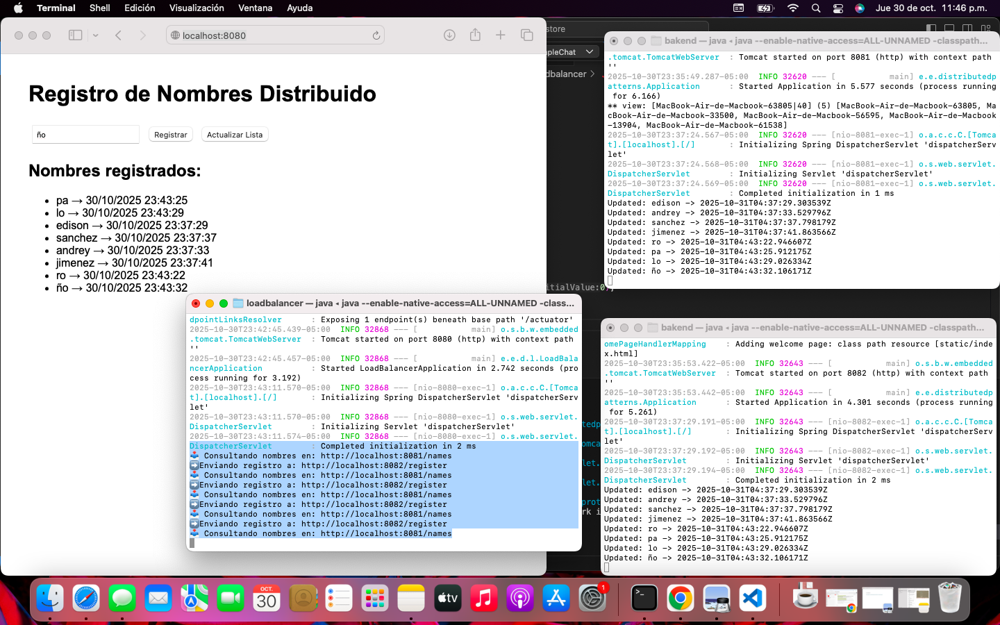 Terminal Shell Edición Visualización Ventana Ayuda
Jue 30 de oct. 11:46 p.m.
localhost:8080
Registro de Nombres Distribuido
ño
Registrar
Actualizar Lista
Nombres registrados:
• pa → 30/10/2025 23:43:25
• lo → 30/10/2025 23:43:29
• edison → 30/10/2025 23:37:29
• sanchez → 30/10/2025 23:37:37
• andrey → 30/10/2025 23:37:33
• jimenez → 30/10/2025 23:37:41
• ro → 30/10/2025 23:43:22
• ño → 30/10/2025 23:43:32
store
pleChat
dbalancer >
itialValue:0
loadbalancer — java ◂ java --enable-native-access=ALL-UNNAMED -class...
dpointLinksResolver : Exposing 1 endpoint(s) beneath base path '/actuator'
2025-10-30T23:42:45.439-05:00 INFO 32868 --- [ main] o.s.b.w.embedded
.tomcat.TomcatWebServer : Tomcat started on port 8080 (http) with context path
''
2025-10-30T23:42:45.457-05:00 INFO 32868 --- [ main] e.e.d.l.LoadBala
ncerApplication : Started LoadBalancerApplication in 2.742 seconds (pro
cess running for 3.192)
2025-10-30T23:43:11.570-05:00 INFO 32868 --- [nio-8080-exec-1] o.a.c.c.C.[Tomca
t].[localhost].[/] : Initializing Spring DispatcherServlet 'dispatcherServ
let'
2025-10-30T23:43:11.570-05:00 INFO 32868 --- [nio-8080-exec-1] o.s.web.servlet.
DispatcherServlet : Initializing Servlet 'dispatcherServlet'
2025-10-30T23:43:11.574-05:00 INFO 32868 --- [nio-8080-exec-1] o.s.web.servlet.
DispatcherServlet : Completed initialization in 2 ms
Consultando nombres en: http://localhost:8081/names
➡Enviando registro a: http://localhost:8082/register
Consultando nombres en: http://localhost:8081/names
➡Enviando registro a: http://localhost:8082/register
Consultando nombres en: http://localhost:8081/names
➡Enviando registro a: http://localhost:8082/register
Consultando nombres en: http://localhost:8081/names
➡Enviando registro a: http://localhost:8082/register
Consultando nombres en: http://localhost:8081/names
bakend — java ◂ java --enable-native-access=ALL-UNNAMED -classpath...
.tomcat.TomcatWebServer : Tomcat started on port 8081 (http) with context path
''
2025-10-30T23:35:49.287-05:00 INFO 32620 --- [ main] e.e.distributedp
atterns.Application : Started Application in 5.577 seconds (process running
for 6.166)
** view: [MacBook-Air-de-Macbook-63805|40] (5) [MacBook-Air-de-Macbook-63805, Ma
cBook-Air-de-Macbook-33500, MacBook-Air-de-Macbook-56595, MacBook-Air-de-Macbook
-13904, MacBook-Air-de-Macbook-61538]
2025-10-30T23:37:24.567-05:00 INFO 32620 --- [nio-8081-exec-1] o.a.c.c.C.[Tomca
t].[localhost].[/] : Initializing Spring DispatcherServlet 'dispatcherServ
let'
2025-10-30T23:37:24.568-05:00 INFO 32620 --- [nio-8081-exec-1] o.s.web.servlet.
DispatcherServlet : Initializing Servlet 'dispatcherServlet'
2025-10-30T23:37:24.569-05:00 INFO 32620 --- [nio-8081-exec-1] o.s.web.servlet.
DispatcherServlet : Completed initialization in 1 ms
Updated: edison -> 2025-10-31T04:37:29.303539Z
Updated: andrey -> 2025-10-31T04:37:33.529796Z
Updated: sanchez -> 2025-10-31T04:37:37.798179Z
Updated: jimenez -> 2025-10-31T04:37:41.863566Z
Updated: ro -> 2025-10-31T04:43:22.946607Z
Updated: pa -> 2025-10-31T04:43:25.912175Z
Updated: lo -> 2025-10-31T04:43:29.026334Z
Updated: ño -> 2025-10-31T04:43:32.106171Z
bakend — java ◂ java --enable-native-access=ALL-UNNAMED -classpath...
omePageHandlerMapping : Adding welcome page: class path resource [static/inde
x.html]
2025-10-30T23:35:53.422-05:00 INFO 32643 --- [ main] o.s.b.w.embedded
.tomcat.TomcatWebServer : Tomcat started on port 8082 (http) with context path
''
2025-10-30T23:35:53.442-05:00 INFO 32643 --- [ main] e.e.distributedp
atterns.Application : Started Application in 4.301 seconds (process running
for 5.261)
2025-10-30T23:37:29.191-05:00 INFO 32643 --- [nio-8082-exec-1] o.a.c.c.C.[Tomca
t].[localhost].[/] : Initializing Spring DispatcherServlet 'dispatcherServ
let'
2025-10-30T23:37:29.192-05:00 INFO 32643 --- [nio-8082-exec-1] o.s.web.servlet.
DispatcherServlet : Initializing Servlet 'dispatcherServlet'
2025-10-30T23:37:29.194-05:00 INFO 32643 --- [nio-8082-exec-1] o.s.web.servlet.
DispatcherServlet : Completed initialization in 2 ms
Updated: edison -> 2025-10-31T04:37:29.303539Z
Updated: andrey -> 2025-10-31T04:37:33.529796Z
Updated: sanchez -> 2025-10-31T04:37:37.798179Z
Updated: jimenez -> 2025-10-31T04:37:41.863566Z
Updated: ro -> 2025-10-31T04:43:22.946607Z
Updated: pa -> 2025-10-31T04:43:25.912175Z
Updated: lo -> 2025-10-31T04:43:29.026334Z
Updated: ño -> 2025-10-31T04:43:32.106171Z
tedp
omca
let.
let.
prot
rk i
OCT.
30
tv
1